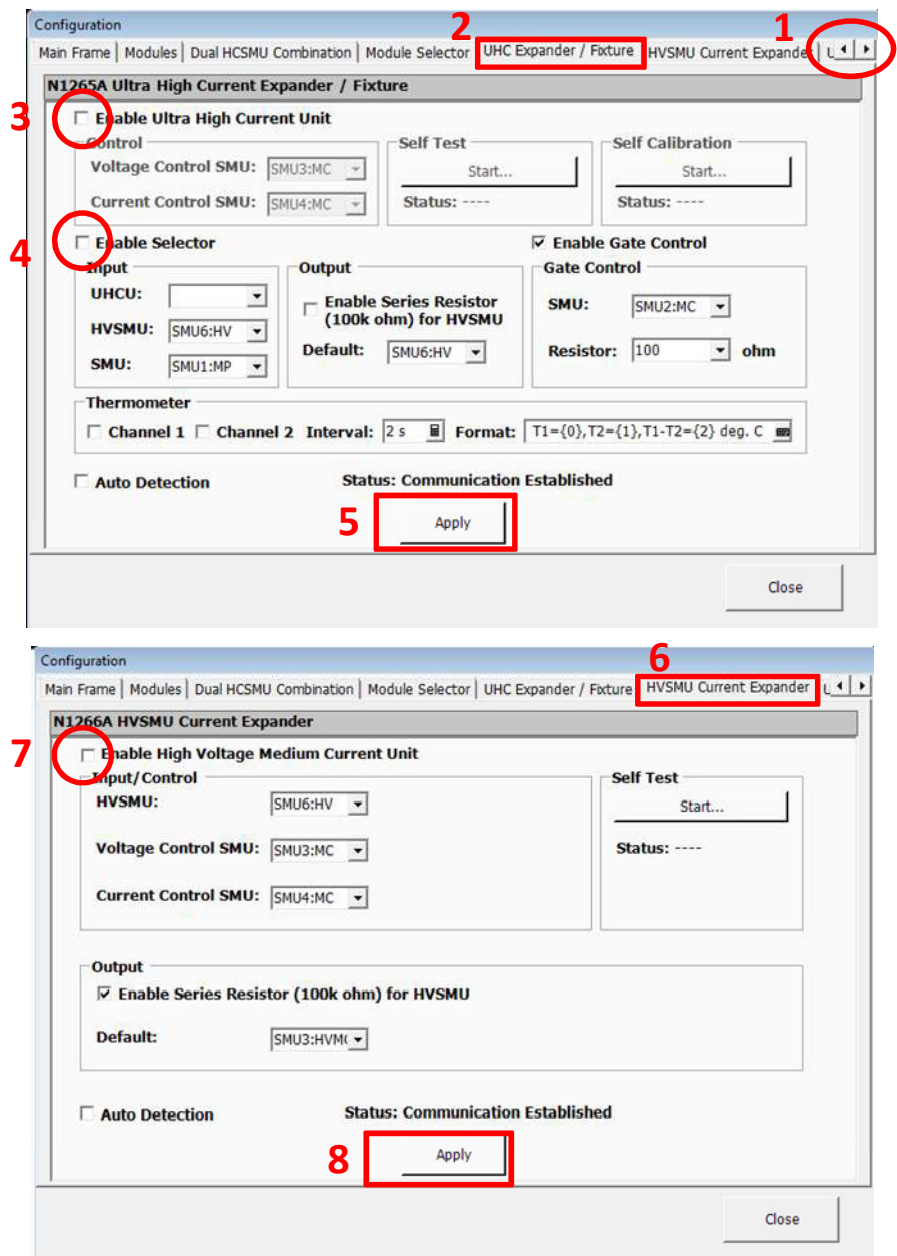 Configuration
2
1
Main Frame
Modules
Dual HCSMU Combination
Module Selector
UHC Expander / Fixture
HVSMU Current Expander
N1265A Ultra High Current Expander / Fixture
3
Enable Ultra High Current Unit
Control
Self Test
Self Calibration
Voltage Control SMU: SMU3:MC
Start...
Start...
Current Control SMU: SMU4:MC
Status: ----
Status: ----
4
Enable Selector
Enable Gate Control
Input
Output
Gate Control
UHCU:
Enable Series Resistor
(100k ohm) for HVSMU
SMU: SMU2:MC
HVSMU: SMU6:HV
Default: SMU6:HV
Resistor: 100 ohm
SMU: SMU1:MP
Thermometer
Channel 1 Channel 2 Interval: 2 s Format: T1={0},T2={1},T1-T2={2} deg. C
Auto Detection
Status: Communication Established
5
Apply
Close
Configuration
6
Main Frame
Modules
Dual HCSMU Combination
Module Selector
UHC Expander / Fixture
HVSMU Current Expander
N1266A HVSMU Current Expander
7
Enable High Voltage Medium Current Unit
Input/Control
Self Test
HVSMU: SMU6:HV
Start...
Voltage Control SMU: SMU3:MC
Status: ----
Current Control SMU: SMU4:MC
Output
Enable Series Resistor (100k ohm) for HVSMU
Default: SMU3:HVM
Auto Detection
Status: Communication Established
8
Apply
Close